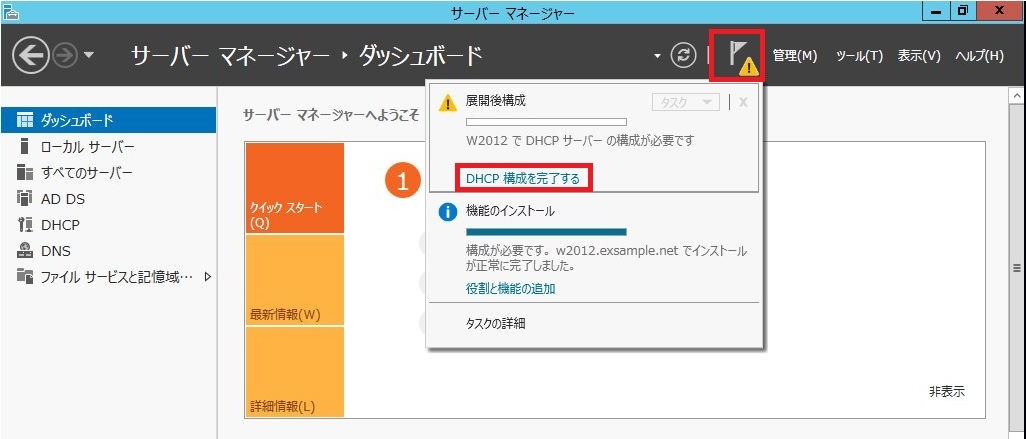 サーバー マネージャー
サーバー マネージャー ・ ダッシュボード
管理(M) ツール(T) 表示(V) ヘルプ(H)
ダッシュボード
ローカル サーバー
すべてのサーバー
AD DS
DHCP
DNS
ファイル サービスと記憶域…
サーバー マネージャーへようこそ
クイック スタート
(Q)
最新情報(W)
詳細情報(L)
1
展開後構成
タスク
x
W2012 で DHCP サーバー の構成が必要です
DHCP 構成を完了する
機能のインストール
構成が必要です。w2012.exsample.net でインストール
が正常に完了しました。
役割と機能の追加
タスクの詳細
非表示